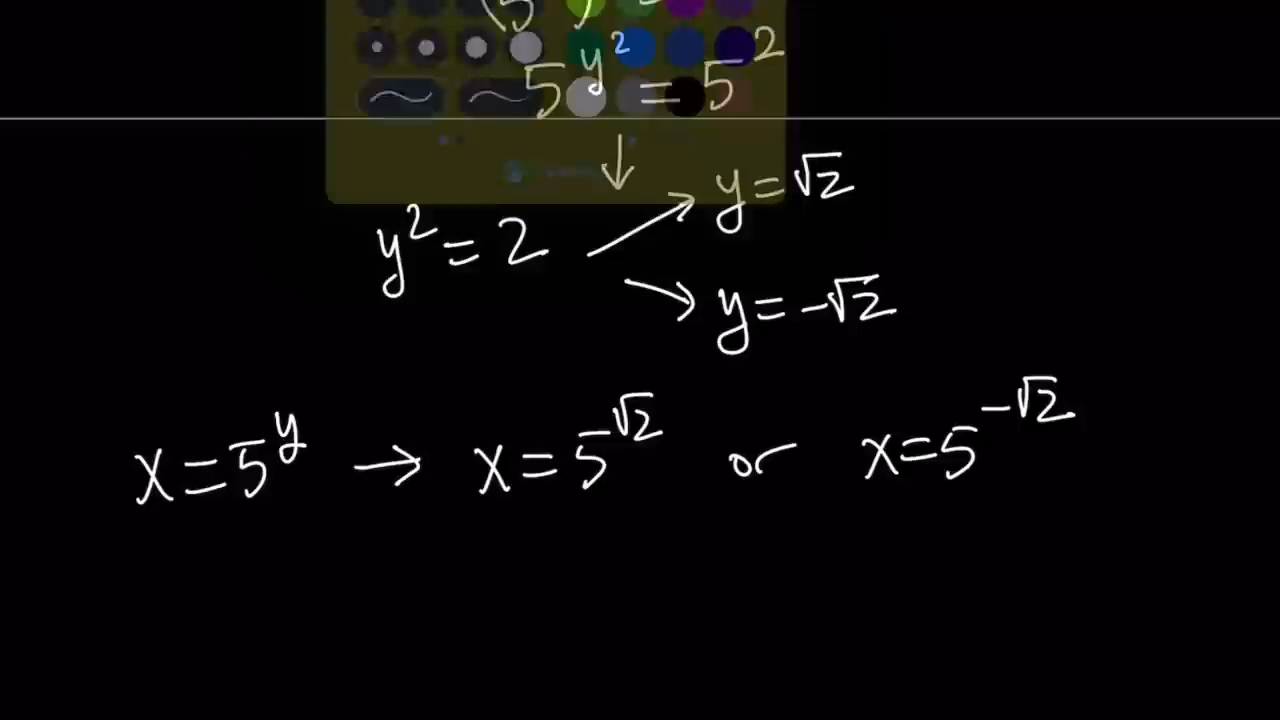 5^{y^2} = 5^2
↓
y^2 = 2 → y = √2
→ y = -√2
x = 5^y → x = 5^{√2} or x = 5^{-√2}